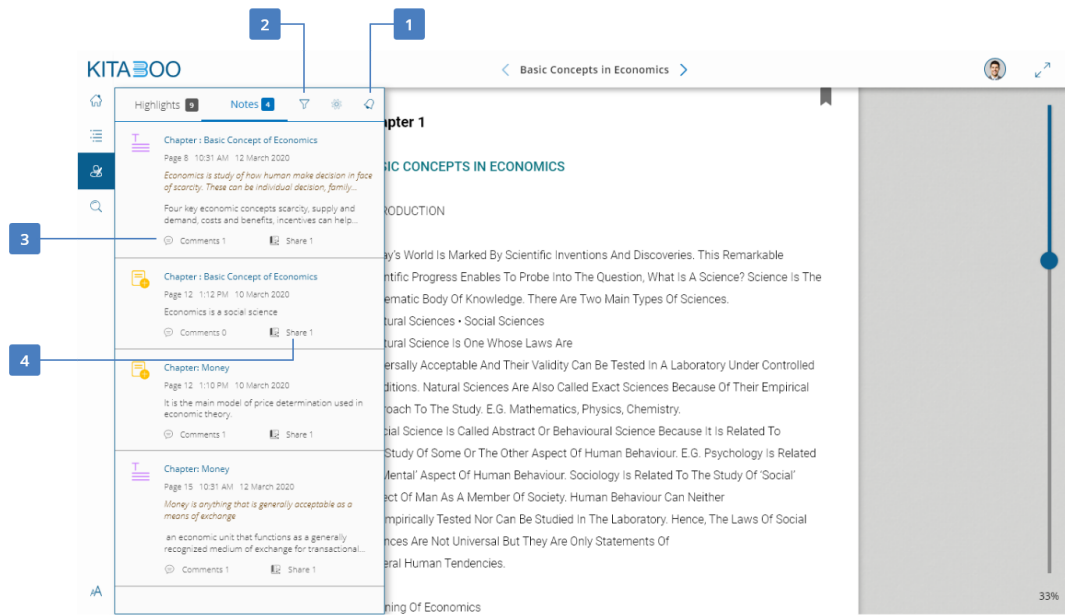 2
1
KITABOO
Basic Concepts in Economics
Highlights 9
Notes 4
Chapter : Basic Concept of Economics
Page 8 10:31 AM 12 March 2020
Economics is study of how human make decision in face
of scarcity. These can be individual decision, family...
Four key economic concepts scarcity, supply and
demand, costs and benefits, incentives can help...
3
Comments 1 Share 1
Chapter : Basic Concept of Economics
Page 12 1:12 PM 10 March 2020
Economics is a social science
Comments 0 Share 1
4
Chapter: Money
Page 12 1:10 PM 10 March 2020
It is the main model of price determination used in
economic theory.
Comments 1 Share 1
Chapter: Money
Page 15 10:31 AM 12 March 2020
Money is anything that is generally acceptable as a
means of exchange
an economic unit that functions as a generally
recognized medium of exchange for transactional...
Comments 1 Share 1
AA
apter 1
SIC CONCEPTS IN ECONOMICS
RODUCTION
ay's World Is Marked By Scientific Inventions And Discoveries. This Remarkable
ntific Progress Enables To Probe Into The Question, What Is A Science? Science Is The
ematic Body Of Knowledge. There Are Two Main Types Of Sciences.
tural Sciences • Social Sciences
tural Science Is One Whose Laws Are
erally Acceptable And Their Validity Can Be Tested In A Laboratory Under Controlled
ditions. Natural Sciences Are Also Called Exact Sciences Because Of Their Empirical
roach To The Study. E.G. Mathematics, Physics, Chemistry.
cial Science Is Called Abstract Or Behavioural Science Because It Is Related To
Study Of Some Or The Other Aspect Of Human Behaviour. E.G. Psychology Is Related
Mental' Aspect Of Human Behaviour. Sociology Is Related To The Study Of 'Social'
ect Of Man As A Member Of Society. Human Behaviour Can Neither
mpirically Tested Nor Can Be Studied In The Laboratory. Hence, The Laws Of Social
nces Are Not Universal But They Are Only Statements Of
eral Human Tendencies.
ning Of Economics
33%